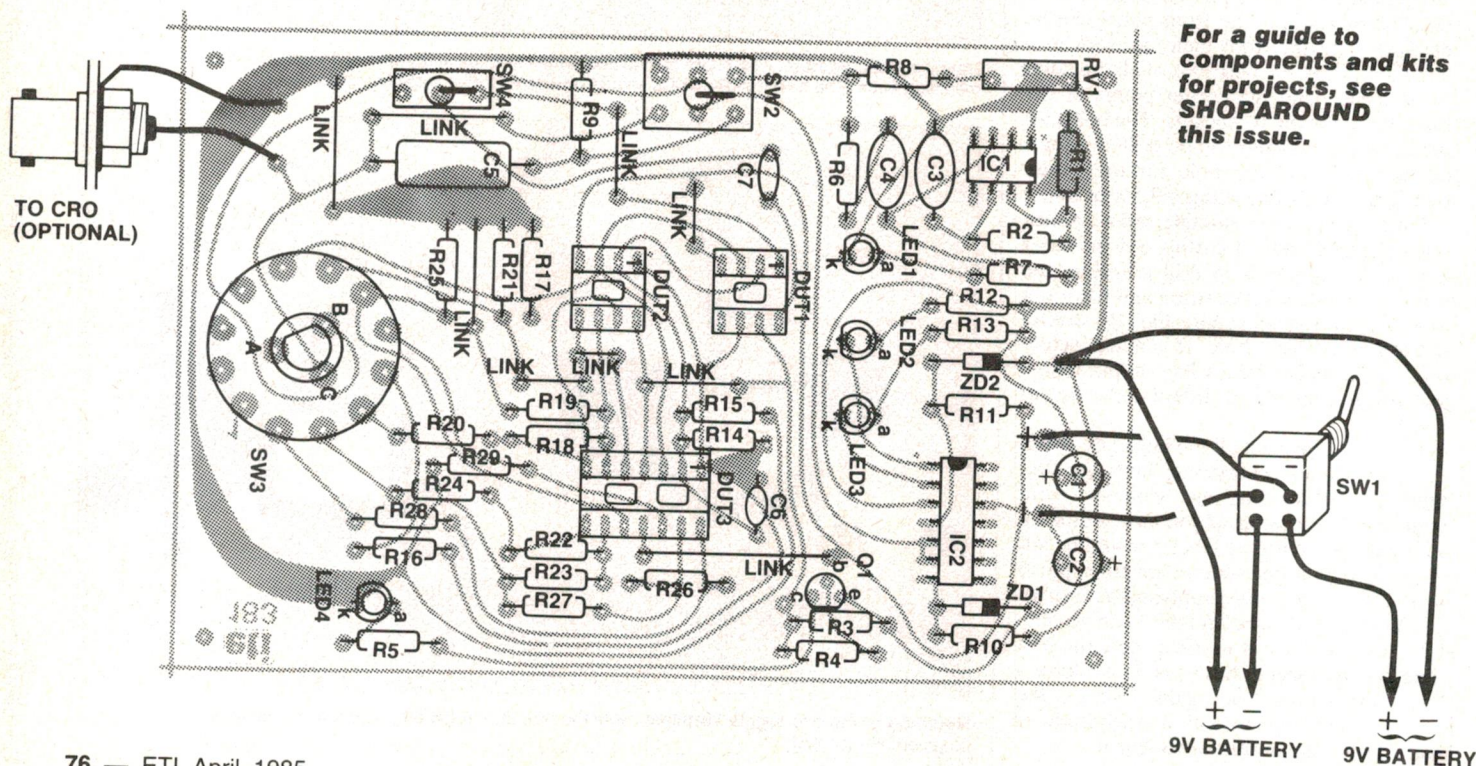 For a guide to
components and kits
for projects, see
SHOPAROUND
this issue.
TO CRO
(OPTIONAL)
LINK
SW4
LINK
C5
R9
LINK
SW2
C7
LINK
R8
RV1
R6
C4
C3
IC1
R1
LED1
a
k
R2
R7
R25
LINK
R21
R17
DUT2
+
DUT1
+
R12
R13
ZD2
R11
LED2
a
k
LED3
a
k
A
B
C
SW3
LINK
LINK
LINK
R19
R18
R15
R14
R20
R29
R24
R28
R16
DUT3
+
C6
R22
R23
R27
R26
LINK
Q1
b
e
c
R3
R4
IC2
ZD1
R10
+
–
+
C1
C2
+
SW1
LED4
a
k
R5
183
+ –
9V BATTERY
+ –
9V BATTERY
76 — ETI April 1985